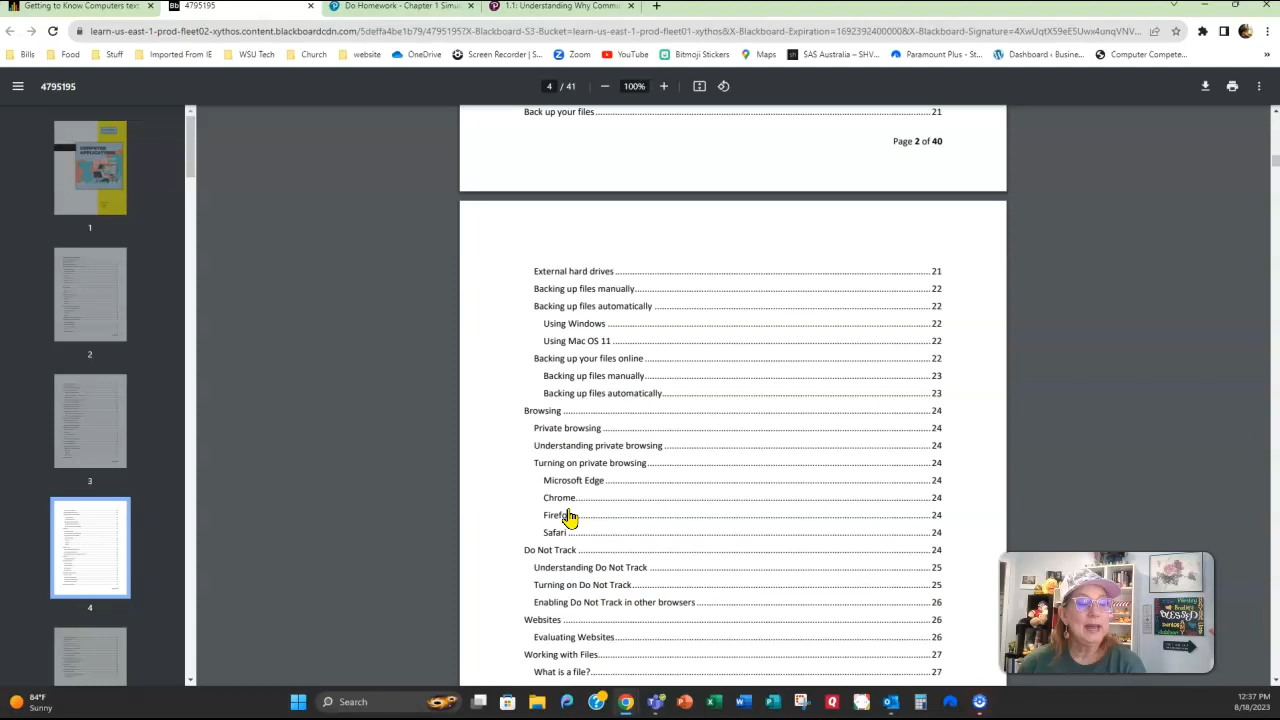 Getting to Know Computers text
4795195
Do Homework - Chapter 1 Simu
1.1: Understanding Why Commu
learn-us-east-1-prod-fleet02-xythos.content.blackboardcdn.com/5deffa4be1b79/4795195?X-Blackboard-S3-Bucket=learn-us-east-1-prod-fleet01-xythos&X-Blackboard-Expiration=1692392400000&X-Blackboard-Signature=4XwUqtX59eE5Uwx4unqVNV...
Bills
Food
Stuff
Imported From IE
WSU Tech
Church
website
OneDrive
Screen Recorder | S...
Zoom
YouTube
Bitmoji Stickers
Maps
SAS Australia – SHV...
Paramount Plus - St...
Dashboard ‹ Busine...
Computer Compete...
4795195
4 / 41
100%
Back up your files 21
Page 2 of 40
External hard drives 21
Backing up files manually 22
Backing up files automatically 22
Using Windows 22
Using Mac OS 11 22
Backing up your files online 22
Backing up files manually 23
Backing up files automatically 23
Browsing 24
Private browsing 24
Understanding private browsing 24
Turning on private browsing 24
Microsoft Edge 24
Chrome 24
Firefox 24
Safari 24
Do Not Track 24
Understanding Do Not Track 25
Turning on Do Not Track 25
Enabling Do Not Track in other browsers 26
Websites 26
Evaluating Websites 26
Working with Files 27
What is a file? 27
COMPUTER
APPLICATIONS
1
2
3
4
BLESSED
84°F
Sunny
Search
12:37 PM
8/18/2023